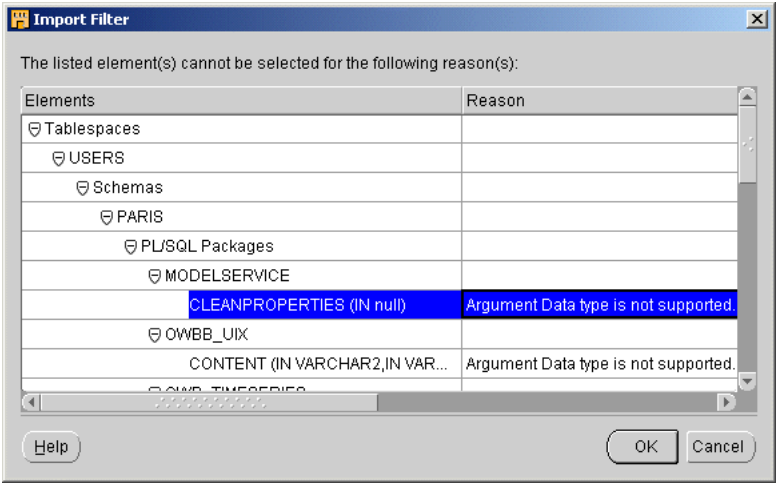 Import Filter
The listed element(s) cannot be selected for the following reason(s):
Elements Reason
Tablespaces
USERS
Schemas
PARIS
PL/SQL Packages
MODELSERVICE
CLEANPROPERTIES (IN null) Argument Data type is not supported.
OWBB_UIX
CONTENT (IN VARCHAR2,IN VAR... Argument Data type is not supported.
Help OK Cancel